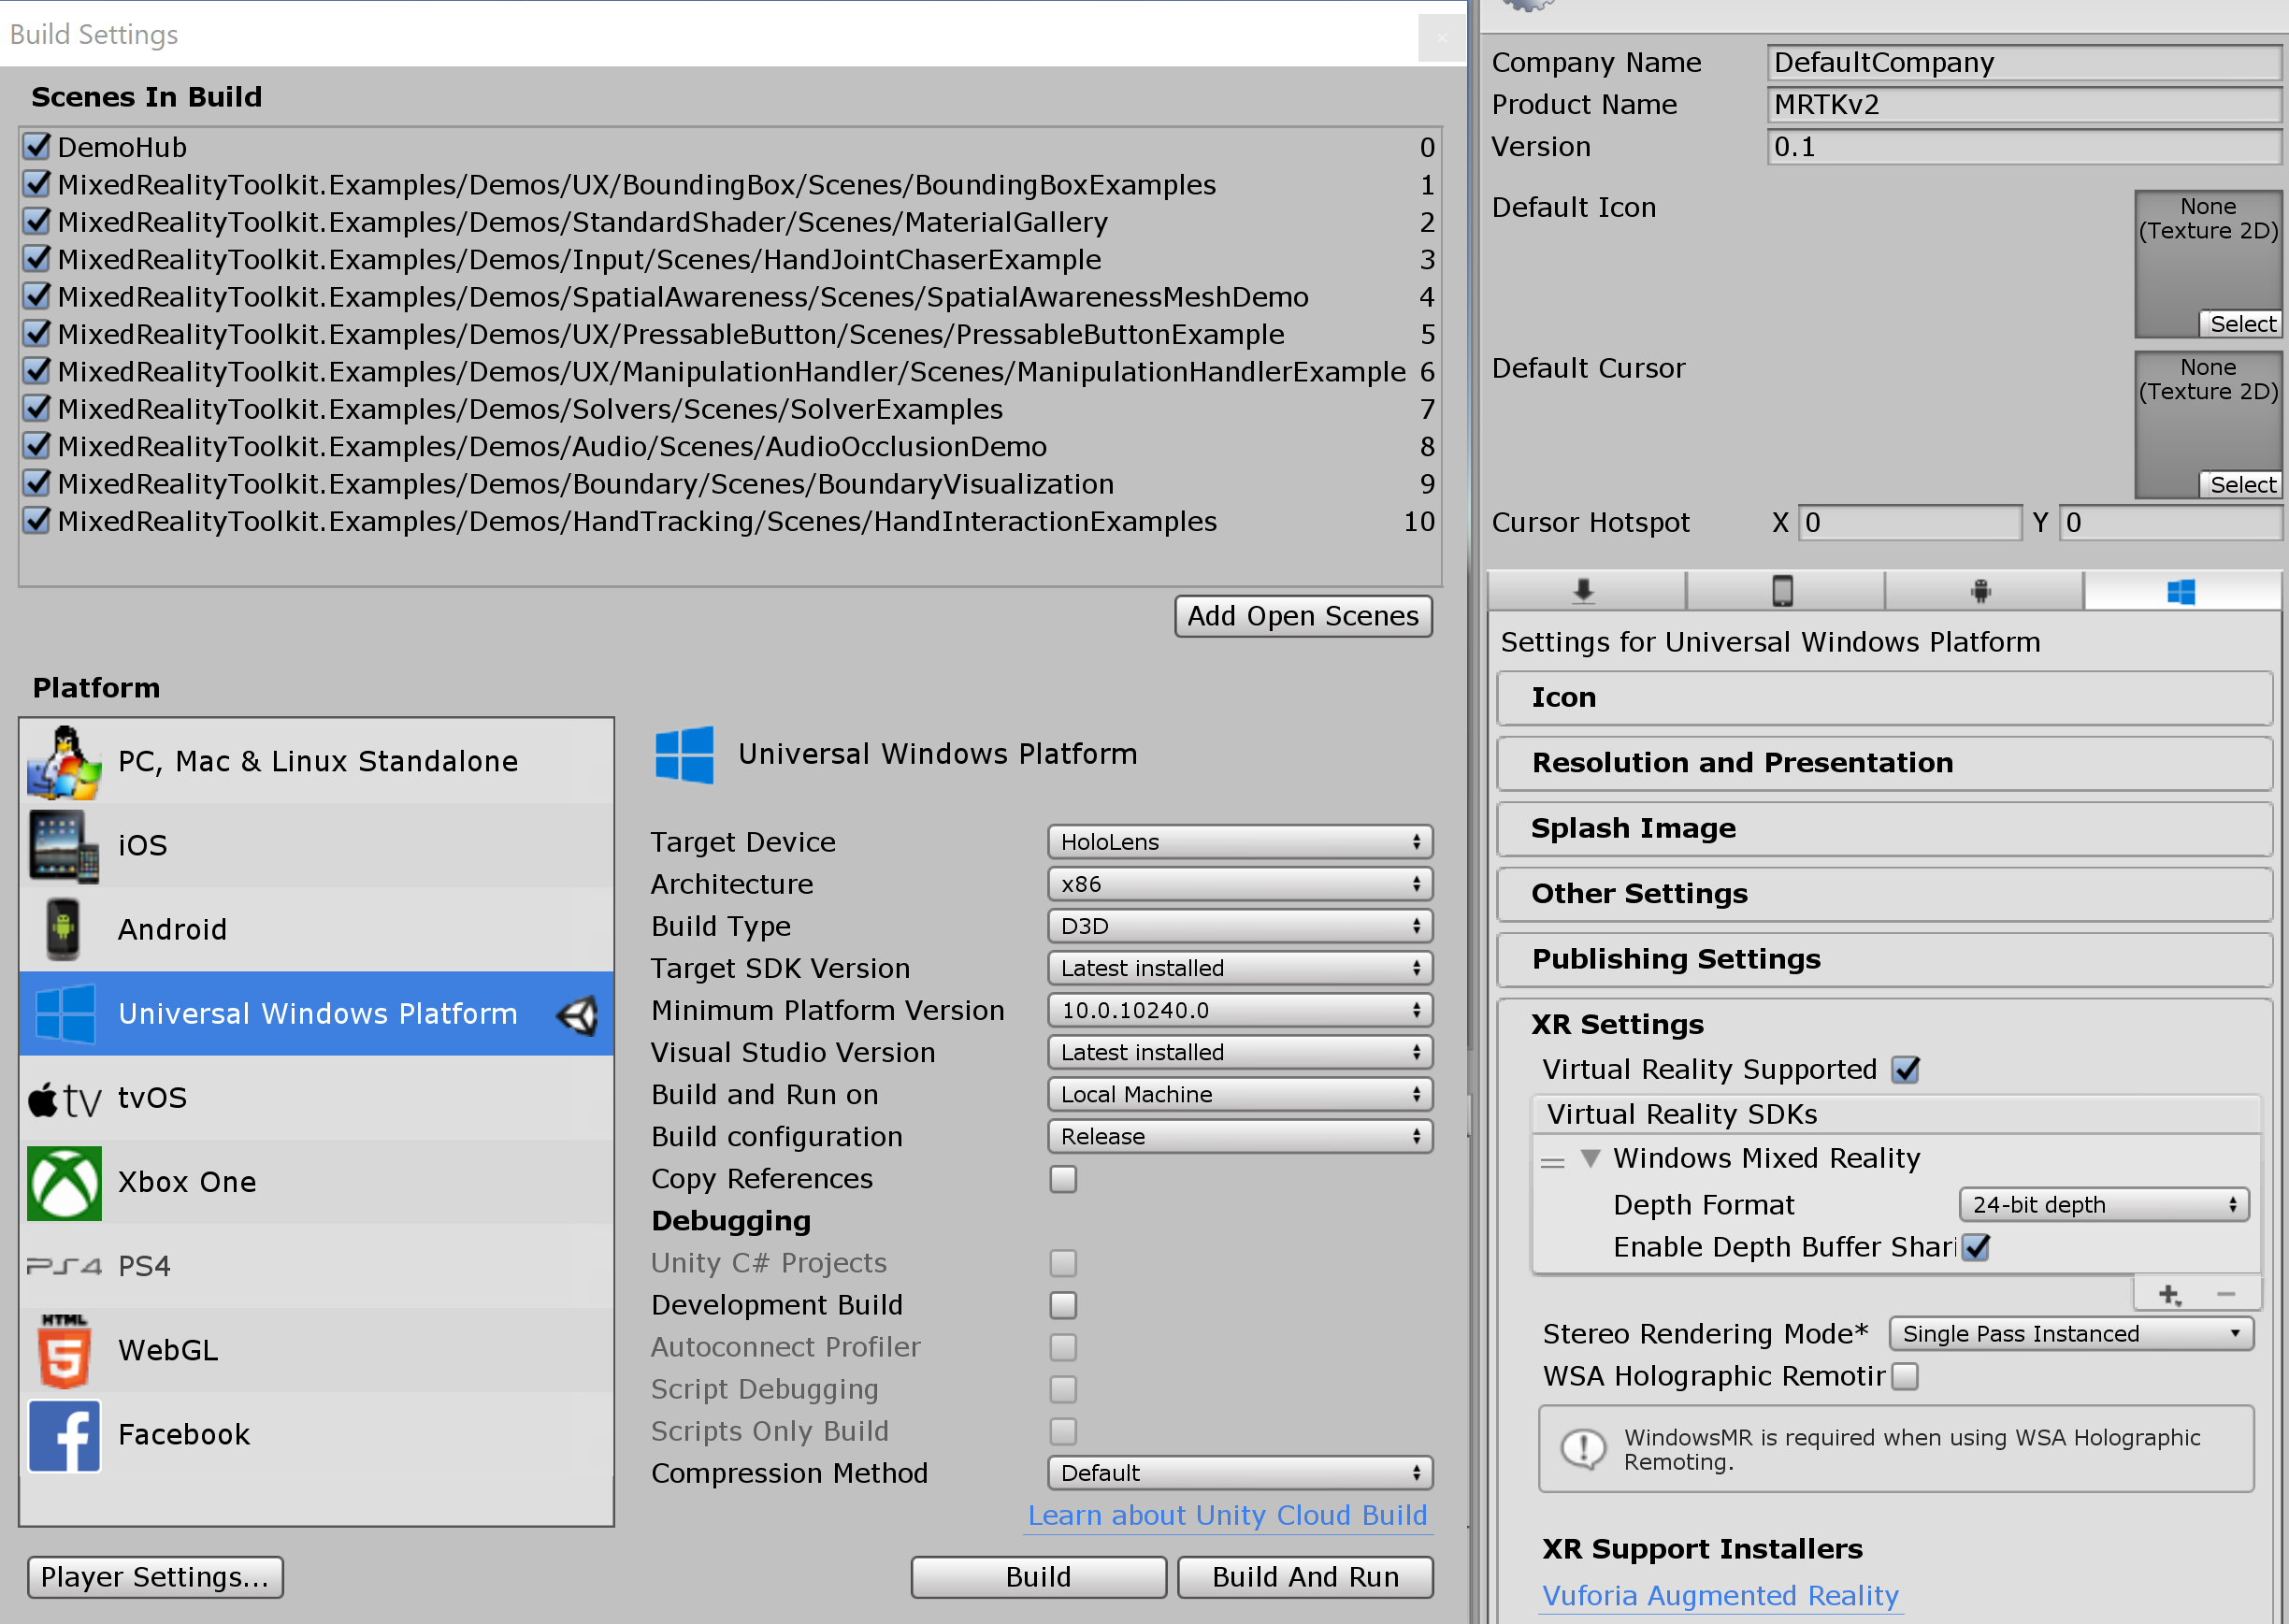 Build Settings
Scenes In Build
DemoHub 0
MixedRealityToolkit.Examples/Demos/UX/BoundingBox/Scenes/BoundingBoxExamples 1
MixedRealityToolkit.Examples/Demos/StandardShader/Scenes/MaterialGallery 2
MixedRealityToolkit.Examples/Demos/Input/Scenes/HandJointChaserExample 3
MixedRealityToolkit.Examples/Demos/SpatialAwareness/Scenes/SpatialAwarenessMeshDemo 4
MixedRealityToolkit.Examples/Demos/UX/PressableButton/Scenes/PressableButtonExample 5
MixedRealityToolkit.Examples/Demos/UX/ManipulationHandler/Scenes/ManipulationHandlerExample 6
MixedRealityToolkit.Examples/Demos/Solvers/Scenes/SolverExamples 7
MixedRealityToolkit.Examples/Demos/Audio/Scenes/AudioOcclusionDemo 8
MixedRealityToolkit.Examples/Demos/Boundary/Scenes/BoundaryVisualization 9
MixedRealityToolkit.Examples/Demos/HandTracking/Scenes/HandInteractionExamples 10
Add Open Scenes
Platform
PC, Mac & Linux Standalone
iOS
Android
Universal Windows Platform
tv tvOS
Xbox One
PS4 PS4
HTML
5 WebGL
f Facebook
Player Settings...
Universal Windows Platform
Target Device HoloLens
Architecture x86
Build Type D3D
Target SDK Version Latest installed
Minimum Platform Version 10.0.10240.0
Visual Studio Version Latest installed
Build and Run on Local Machine
Build configuration Release
Copy References
Debugging
Unity C# Projects
Development Build
Autoconnect Profiler
Script Debugging
Scripts Only Build
Compression Method Default
Learn about Unity Cloud Build
Build Build And Run
Company Name DefaultCompany
Product Name MRTKv2
Version 0.1
Default Icon
None
(Texture 2D)
Select
Default Cursor
None
(Texture 2D)
Select
Cursor Hotspot X 0 Y 0
Settings for Universal Windows Platform
Icon
Resolution and Presentation
Splash Image
Other Settings
Publishing Settings
XR Settings
Virtual Reality Supported
Virtual Reality SDKs
Windows Mixed Reality
Depth Format 24-bit depth
Enable Depth Buffer Shari
Stereo Rendering Mode* Single Pass Instanced
WSA Holographic Remotir
WindowsMR is required when using WSA Holographic
Remoting.
XR Support Installers
Vuforia Augmented Reality